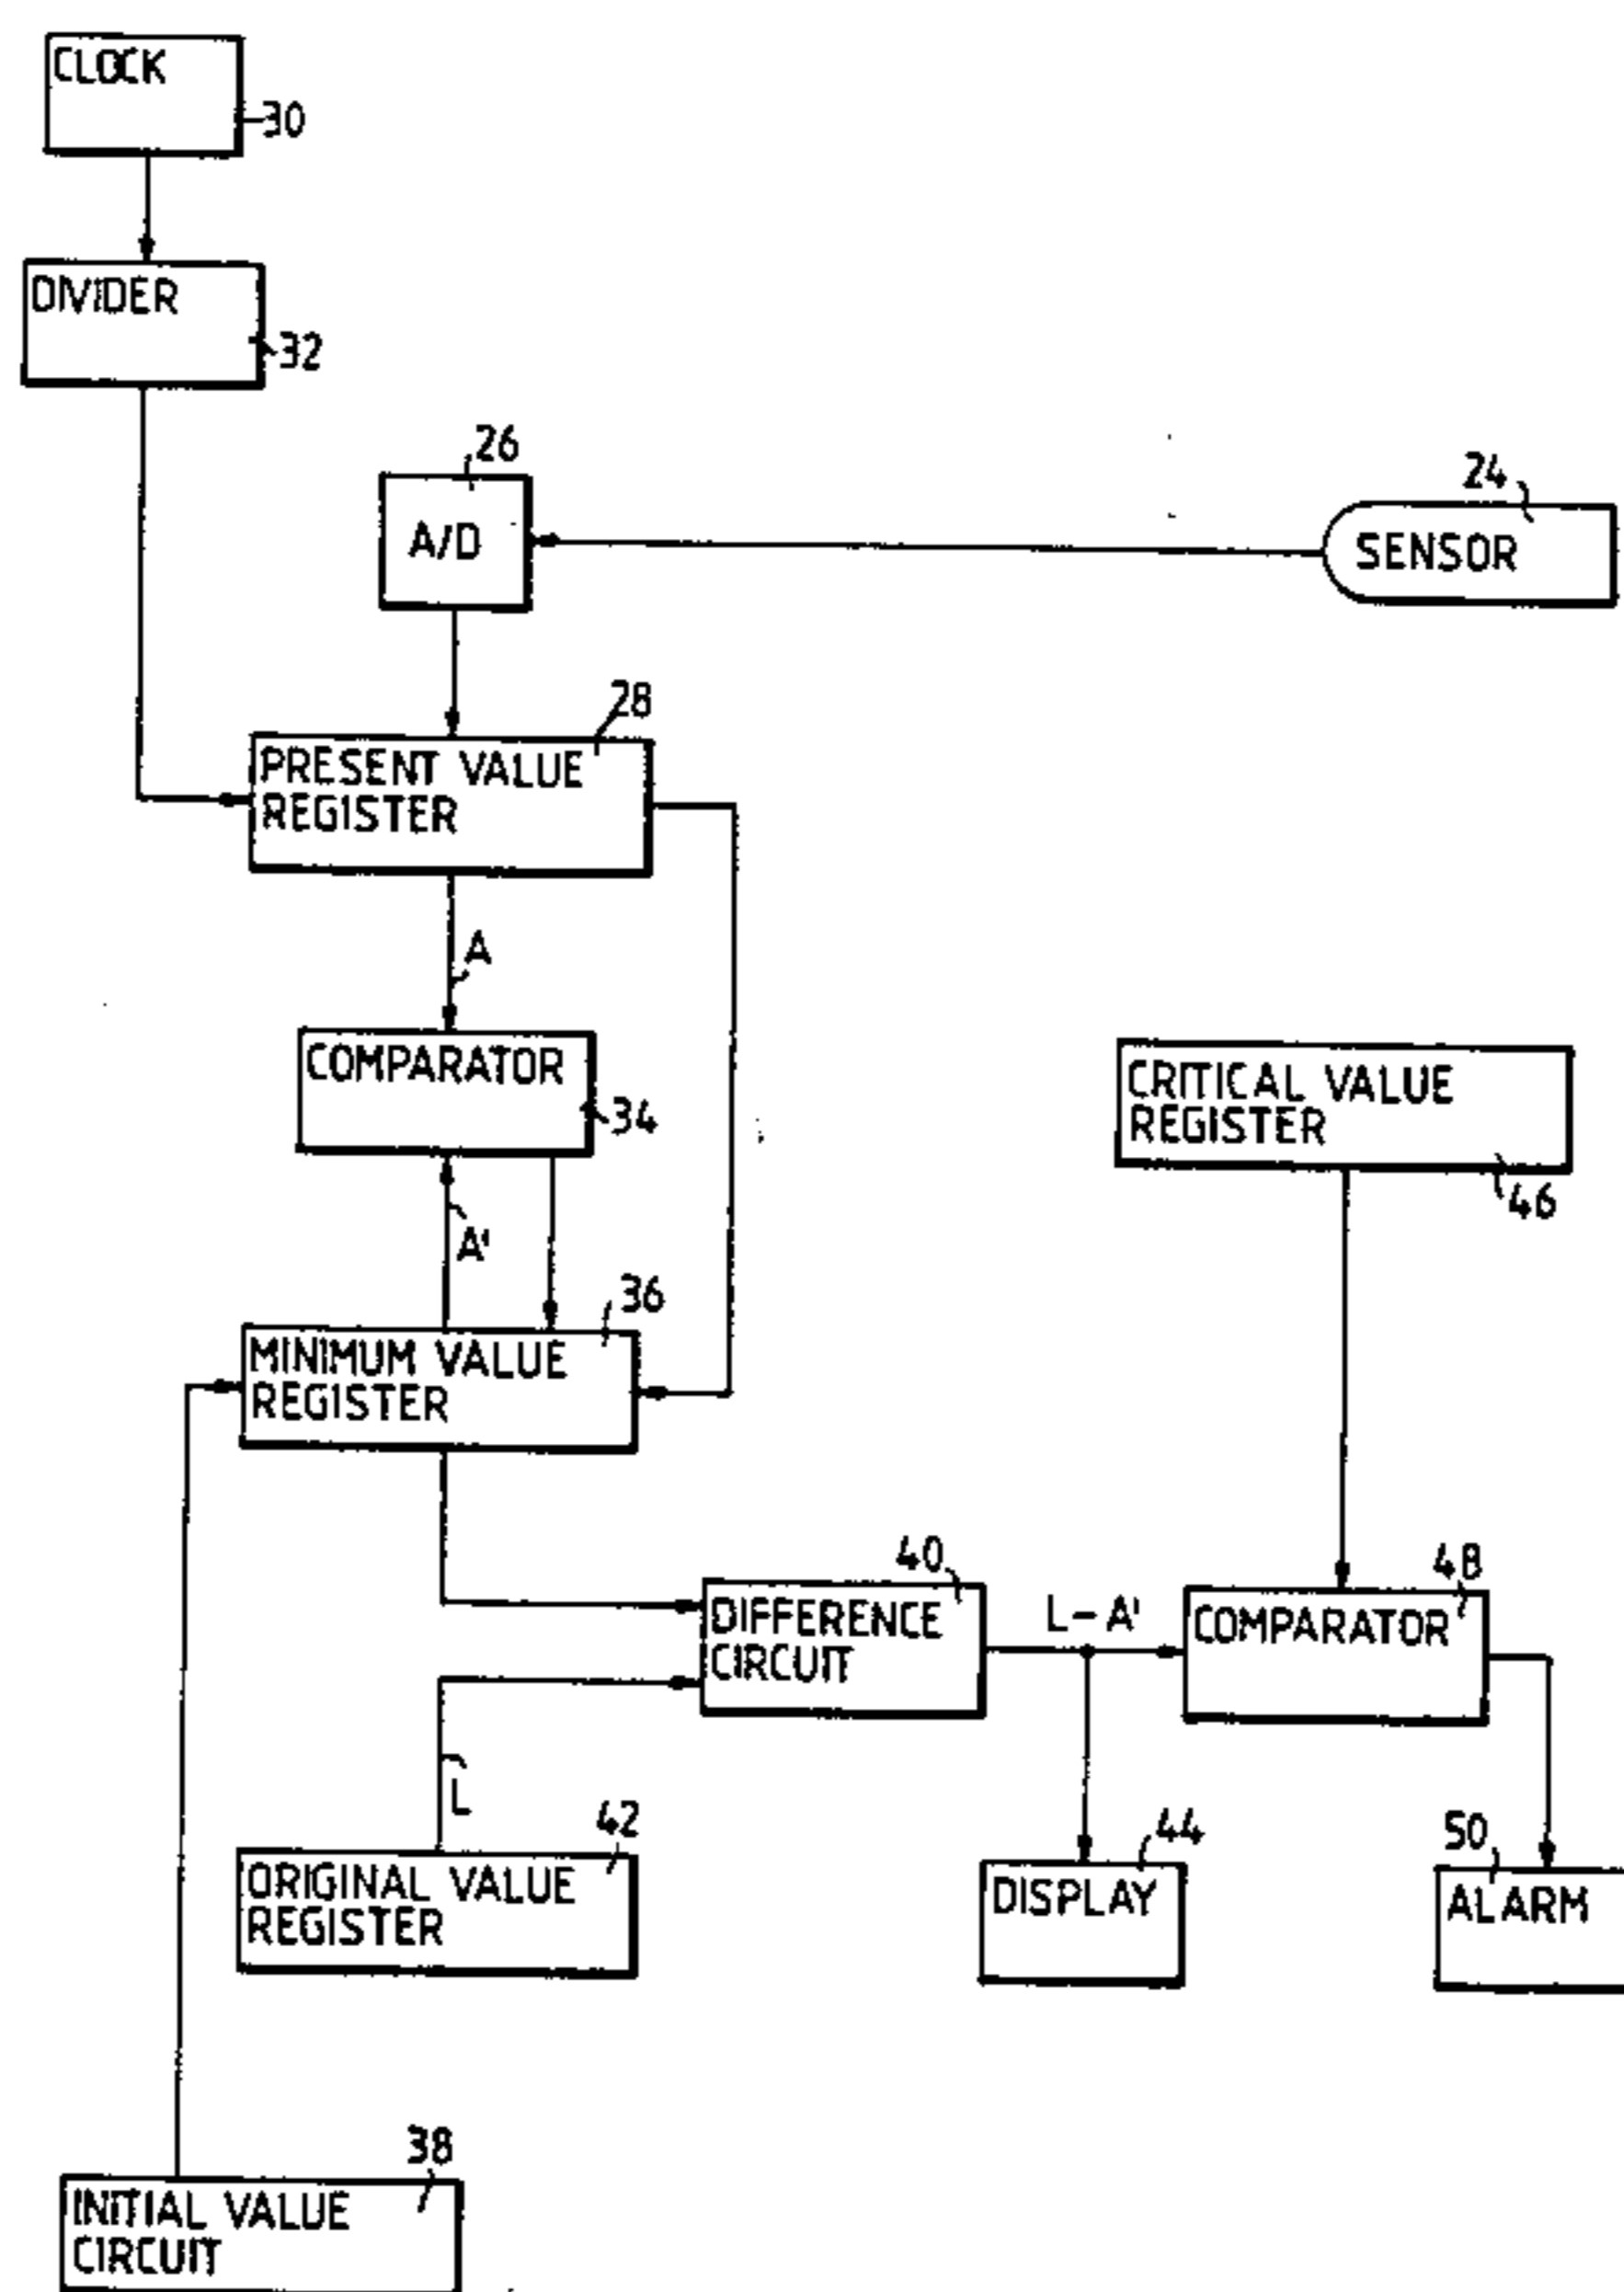 CLOCK
30
DIVIDER
32
26
A/D
24
SENSOR
28
PRESENT VALUE
REGISTER
A
COMPARATOR
34
CRITICAL VALUE
REGISTER
46
A'
36
MINIMUM VALUE
REGISTER
40
DIFFERENCE
CIRCUIT
L-A'
48
COMPARATOR
L
42
ORIGINAL VALUE
REGISTER
44
DISPLAY
50
ALARM
38
INITIAL VALUE
CIRCUIT